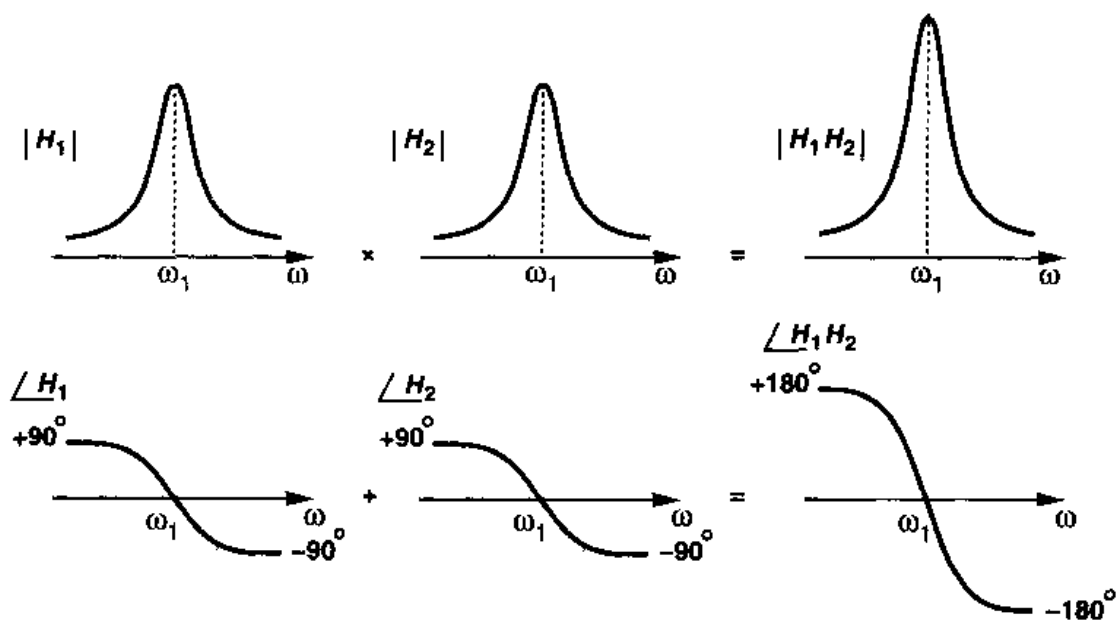 |H₁| |H₂| |H₁H₂|
ω₁ ω × ω₁ ω = ω₁ ω
∠H₁ ∠H₂ ∠H₁H₂
+90° +90° +180°
ω₁ ω + ω₁ ω = ω₁ ω
−90° −90° −180°